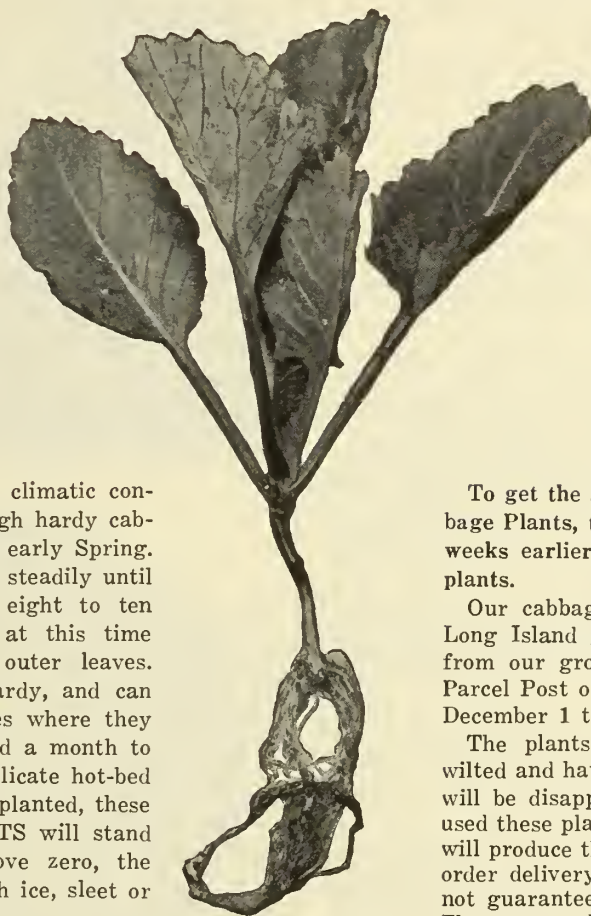 climatic con-
gh hardy cab-
early Spring.
steadily until
eight to ten
at this time
outer leaves.
ardy, and can
es where they
d a month to
licate hot-bed
planted, these
TS will stand
ove zero, the
h ice, sleet or
To get the
bage Plants,
weeks earlier
plants.
Our cabbag
Long Island
from our gro
Parcel Post o
December 1 t
The plants
wilted and hav
will be disapp
used these pla
will produce th
order delivery
not guarantee